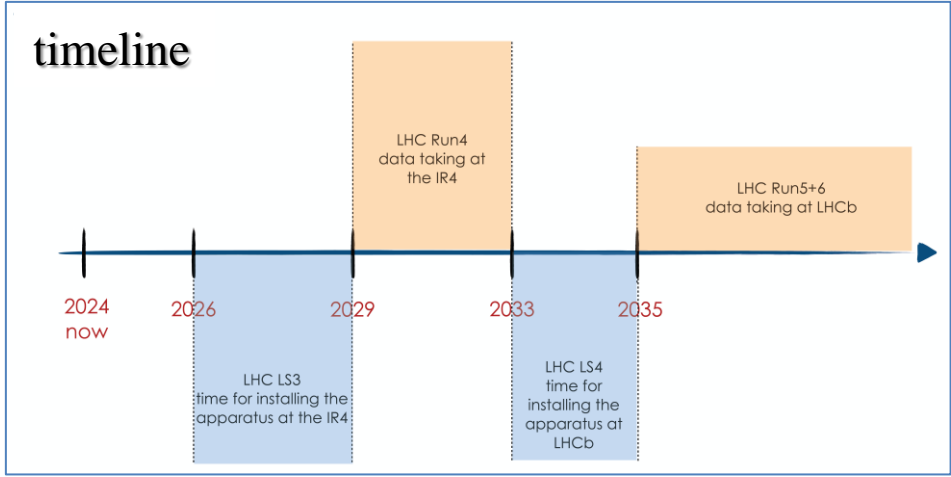 timeline
LHC Run4
data taking at
the IR4
LHC Run5+6
data taking at LHCb
2024
now
2026
2029
2033
2035
LHC LS3
time for installing the
apparatus at the IR4
LHC LS4
time for
installing the
apparatus at
LHCb